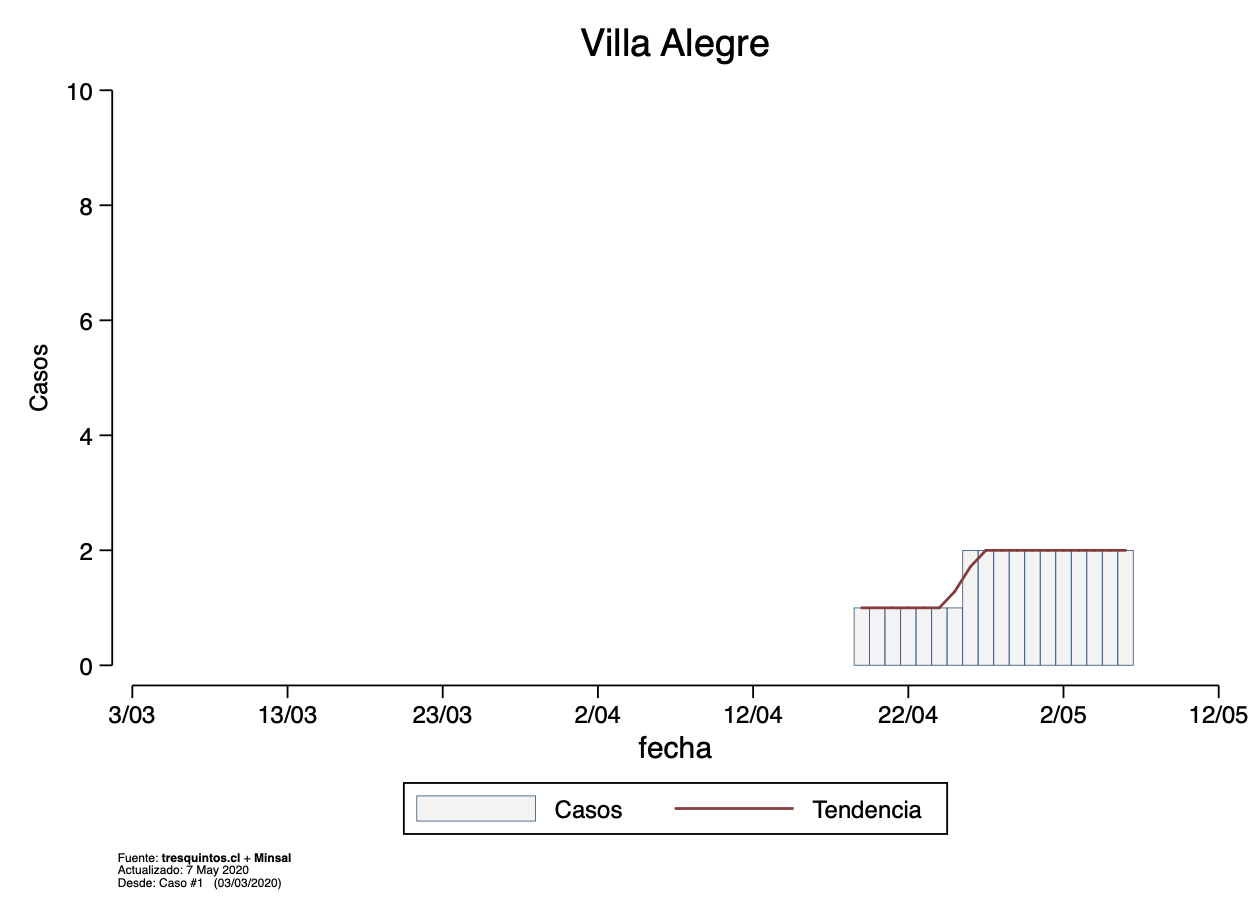 Villa Alegre
10
8
6
4
2
0
Casos
3/03 13/03 23/03 2/04 12/04 22/04 2/05 12/05
fecha
Casos Tendencia
Fuente: tresquintos.cl + Minsal
Actualizado: 7 May 2020
Desde: Caso #1 (03/03/2020)